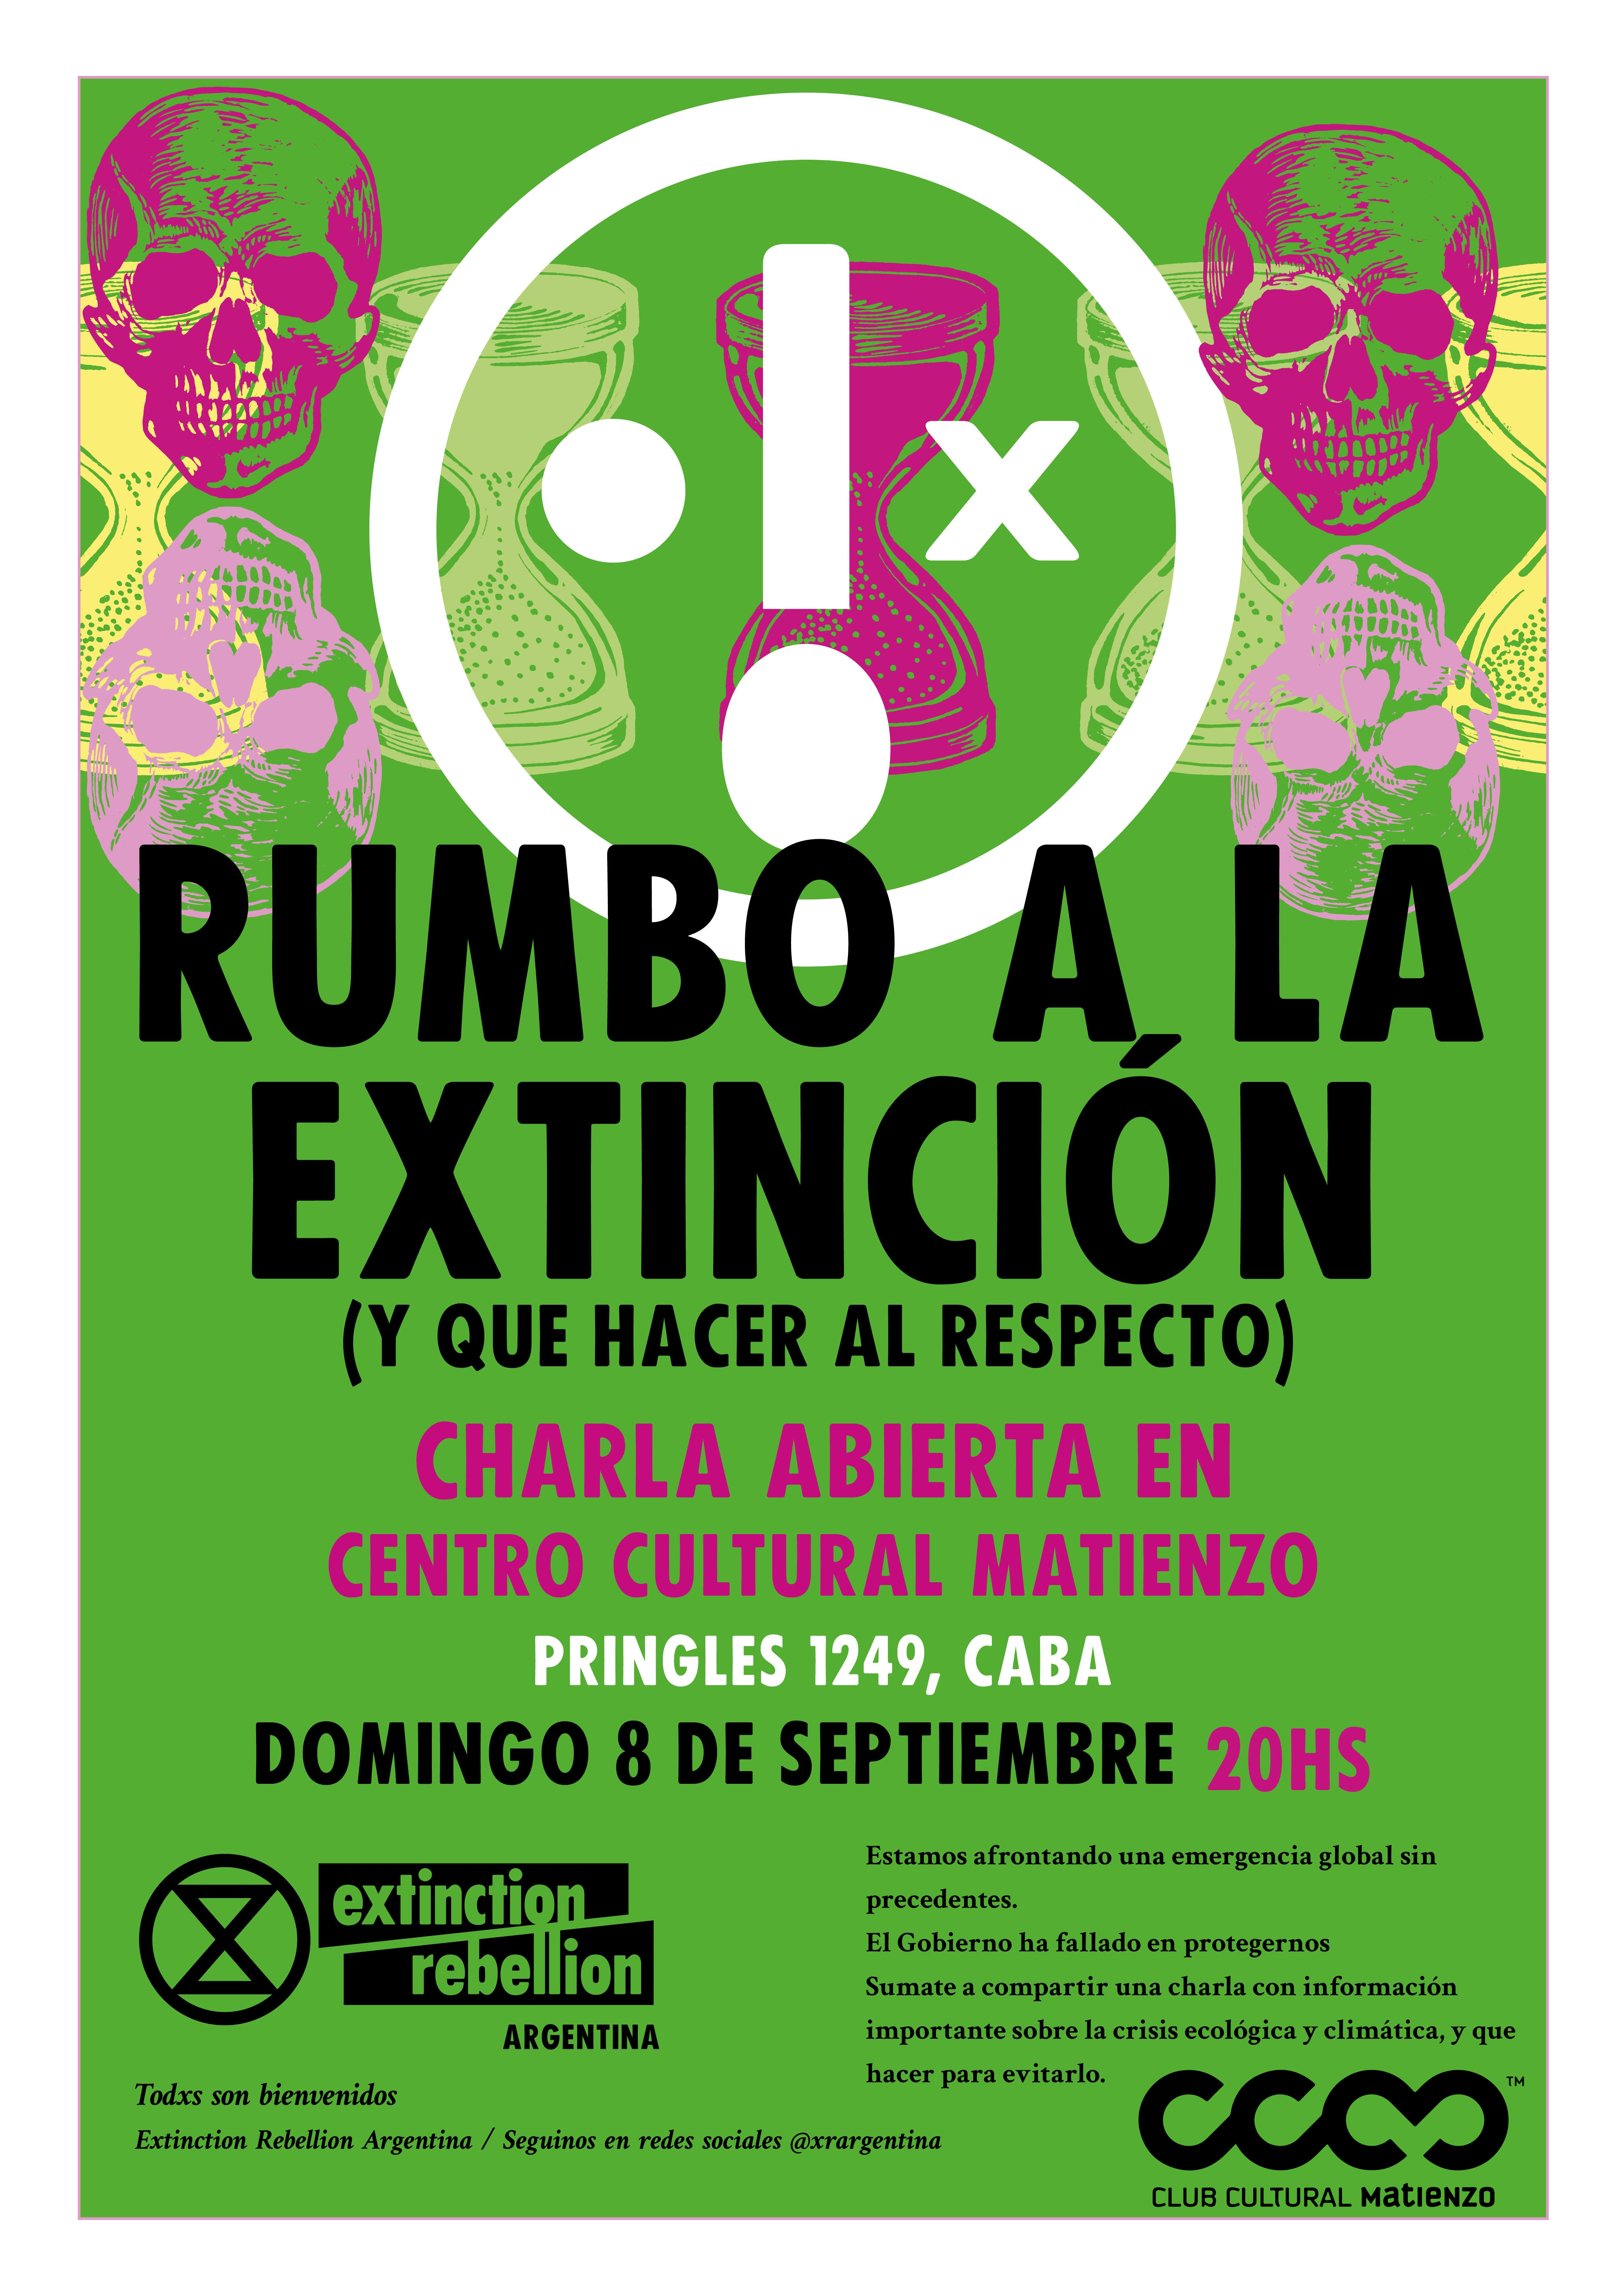 RUMBO A LA
EXTINCIÓN
(Y QUE HACER AL RESPECTO)
CHARLA ABIERTA EN
CENTRO CULTURAL MATIENZO
PRINGLES 1249, CABA
DOMINGO 8 DE SEPTIEMBRE 20HS
extinction
rebellion
ARGENTINA
Todxs son bienvenidos
Extinction Rebellion Argentina / Seguinos en redes sociales @xrargentina
Estamos afrontando una emergencia global sin
precedentes.
El Gobierno ha fallado en protegernos
Sumate a compartir una charla con información
importante sobre la crisis ecológica y climática, y que
hacer para evitarlo.
CCM ™
CLUB CULTURAL Matienzo